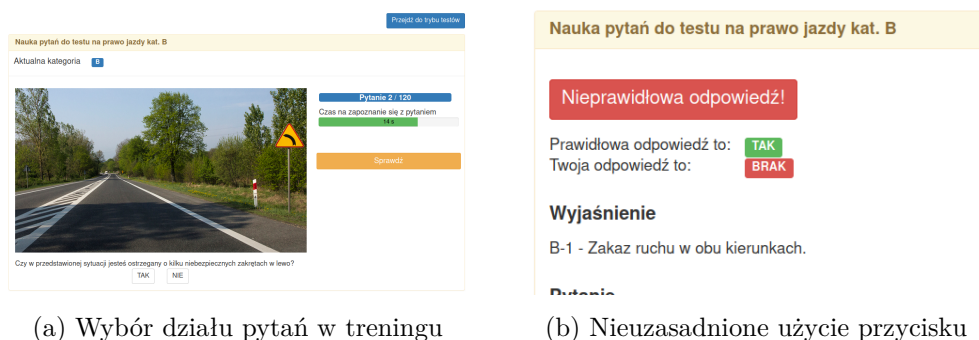 Przejdź do trybu testów
Nauka pytań do testu na prawo jazdy kat. B
Aktualna kategoria B
Pytanie 2 / 120
Czas na zapoznanie się z pytaniem
14 s
Sprawdź
Czy w przedstawionej sytuacji jesteś ostrzegany o kilku niebezpiecznych zakrętach w lewo?
TAK NIE
(a) Wybór działu pytań w treningu
Nauka pytań do testu na prawo jazdy kat. B
Nieprawidłowa odpowiedź!
Prawidłowa odpowiedź to: TAK
Twoja odpowiedź to: BRAK
Wyjaśnienie
B-1 - Zakaz ruchu w obu kierunkach.
Pytanie
(b) Nieuzasadnione użycie przycisku